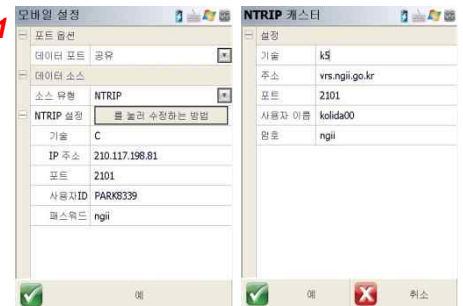 1
모바일 설정
포트 옵션
데이터 포트 공유
데이터 소스
소스 유형 NTRIP
NTRIP 설정 를 눌러 수정하는 방법
기술 C
IP 주소 210.117.198.81
포트 2101
사용자ID PARK8339
패스워드 ngii
예
NTRIP 캐스터
설정
기술 k5
주소 vrs.ngii.go.kr
포트 2101
사용자 이름 kolida00
암호 ngii
예 취소